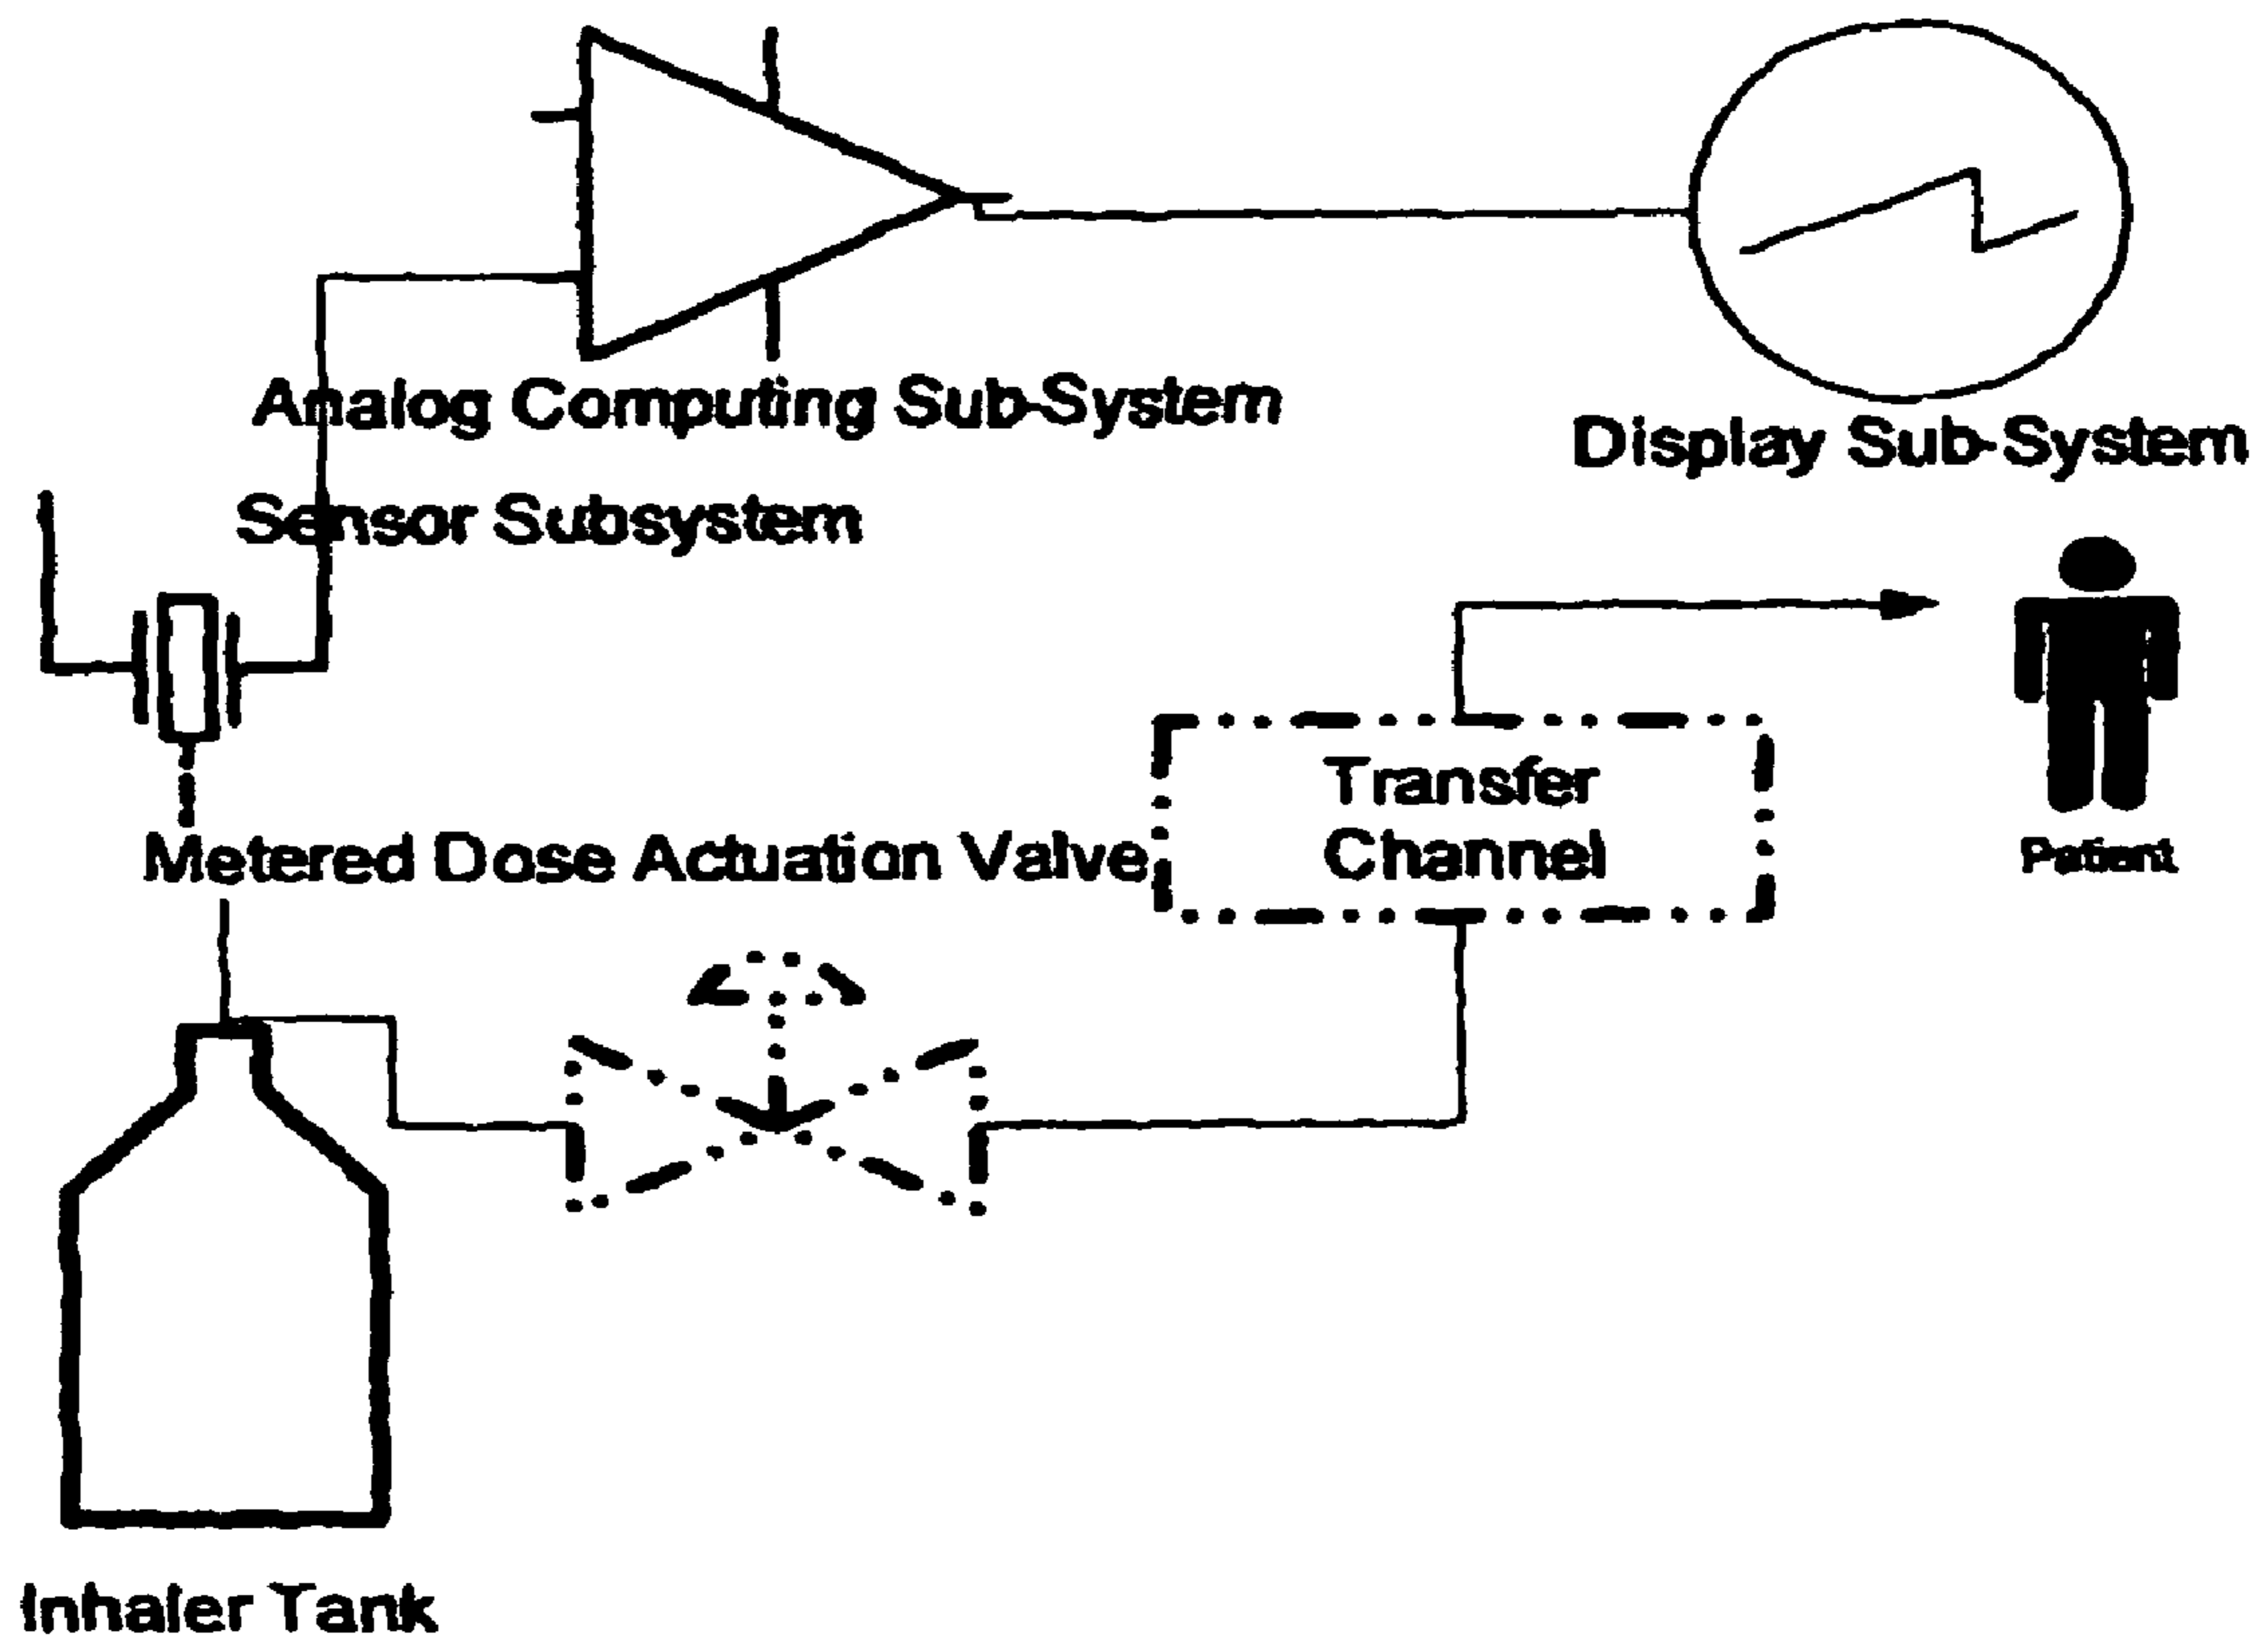 Analog Computing Sub-System
Display Sub-System
Sensor Subsystem
Transfer
Channel
Metered Dose Actuation Valve
Patient
Inhaler Tank